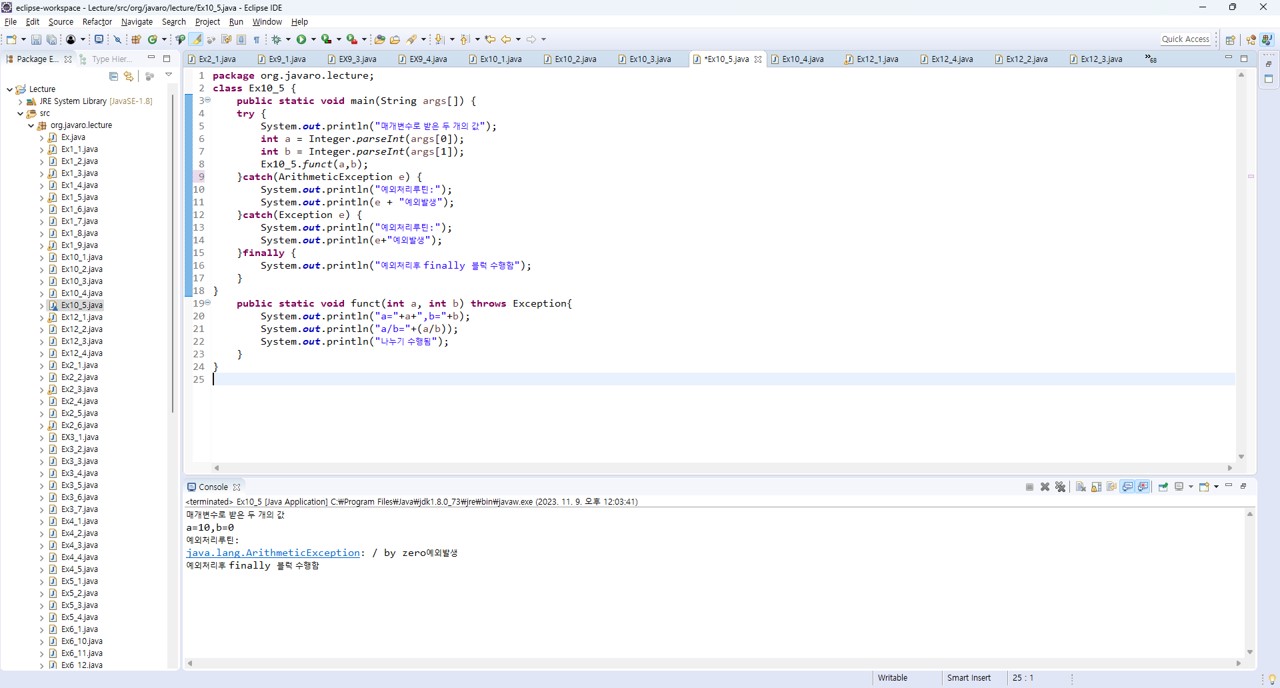 eclipse-workspace - Lecture/src/org/javaro/lecture/Ex10_5.java - Eclipse IDE
File Edit Source Refactor Navigate Search Project Run Window Help
Quick Access
Package E... Type Hier...
Ex2_1.java Ex9_1.java EX9_3.java EX9_4.java Ex10_1.java Ex10_2.java Ex10_3.java *Ex10_5.java Ex10_4.java Ex12_1.java Ex12_4.java Ex12_2.java Ex12_3.java »68
Lecture
JRE System Library [JavaSE-1.8]
src
org.javaro.lecture
Ex.java
Ex1_1.java
Ex1_2.java
Ex1_3.java
Ex1_4.java
Ex1_5.java
Ex1_6.java
Ex1_7.java
Ex1_8.java
Ex1_9.java
Ex10_1.java
Ex10_2.java
Ex10_3.java
Ex10_4.java
Ex10_5.java
Ex12_1.java
Ex12_2.java
Ex12_3.java
Ex12_4.java
Ex2_1.java
Ex2_2.java
Ex2_3.java
Ex2_4.java
Ex2_5.java
Ex2_6.java
EX3_1.java
Ex3_2.java
Ex3_3.java
Ex3_4.java
Ex3_5.java
Ex3_6.java
Ex3_7.java
Ex4_1.java
Ex4_2.java
Ex4_3.java
Ex4_4.java
Ex4_5.java
Ex5_1.java
Ex5_2.java
Ex5_3.java
Ex5_4.java
Ex6_1.java
Ex6_10.java
Ex6_11.java
Ex6_12.java
1 package org.javaro.lecture;
2 class Ex10_5 {
3 public static void main(String args[]) {
4 try {
5 System.out.println("매개변수로 받은 두 개의 값");
6 int a = Integer.parseInt(args[0]);
7 int b = Integer.parseInt(args[1]);
8 Ex10_5.funct(a,b);
9 }catch(ArithmeticException e) {
10 System.out.println("예외처리루틴:");
11 System.out.println(e + "예외발생");
12 }catch(Exception e) {
13 System.out.println("예외처리루틴:");
14 System.out.println(e+"예외발생");
15 }finally {
16 System.out.println("예외처리후 finally 블럭 수행함");
17 }
18 }
19 public static void funct(int a, int b) throws Exception{
20 System.out.println("a="+a+",b="+b);
21 System.out.println("a/b="+(a/b));
22 System.out.println("나누기 수행됨");
23 }
24 }
25
Console
<terminated> Ex10_5 [Java Application] C:₩Program Files₩Java₩jdk1.8.0_73₩jre₩bin₩javaw.exe (2023. 11. 9. 오후 12:03:41)
매개변수로 받은 두 개의 값
a=10,b=0
예외처리루틴:
java.lang.ArithmeticException: / by zero예외발생
예외처리후 finally 블럭 수행함
Writable Smart Insert 25 : 1